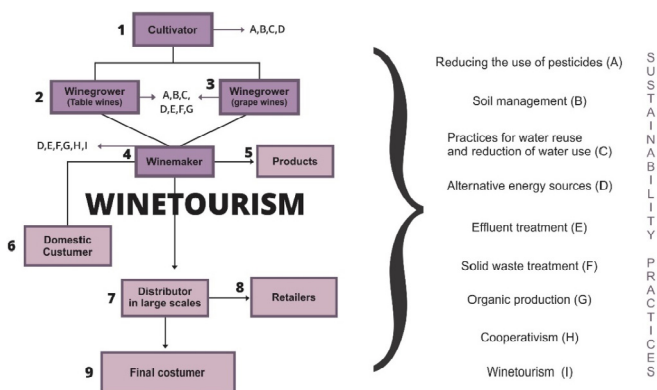 1 Cultivator
A,B,C,D
2 Winegrower
(Table wines)
A,B,C,
D,E,F,G
3 Winegrower
(grape wines)
D,E,F,G,H,I
4 Winemaker
5 Products
WINETOURISM
6 Domestic
Custumer
7 Distributor
in large scales
8 Retailers
9 Final costumer
Reducing the use of pesticides (A)
Soil management (B)
Practices for water reuse
and reduction of water use (C)
Alternative energy sources (D)
Effluent treatment (E)
Solid waste treatment (F)
Organic production (G)
Cooperativism (H)
Winetourism (I)
SUSTAINABILITY PRACTICES